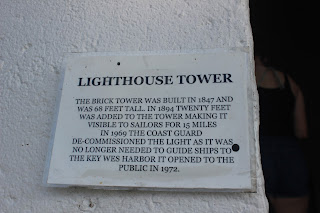 LIGHTHOUSE TOWER
THE BRICK TOWER WAS BUILT IN 1847 AND
WAS 68 FEET TALL. IN 1894 TWENTY FEET
WAS ADDED TO THE TOWER MAKING IT
VISIBLE TO SAILORS FOR 15 MILES
IN 1969 THE COAST GUARD
DE-COMMISSIONED THE LIGHT AS IT WAS
NO LONGER NEEDED TO GUIDE SHIPS TO
THE KEY WES HARBOR IT OPENED TO THE
PUBLIC IN 1972.